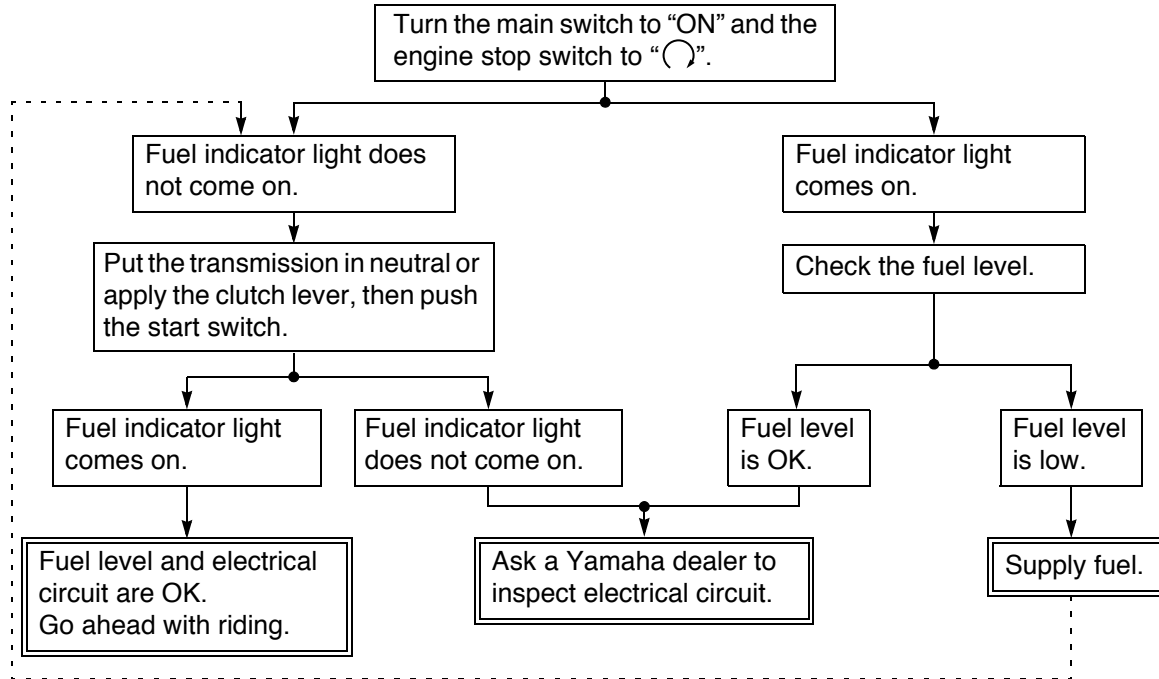 Turn the main switch to “ON” and the
engine stop switch to “”.
Fuel indicator light does
not come on.
Fuel indicator light
comes on.
Put the transmission in neutral or
apply the clutch lever, then push
the start switch.
Check the fuel level.
Fuel indicator light
comes on.
Fuel indicator light
does not come on.
Fuel level
is OK.
Fuel level
is low.
Fuel level and electrical
circuit are OK.
Go ahead with riding.
Ask a Yamaha dealer to
inspect electrical circuit.
Supply fuel.